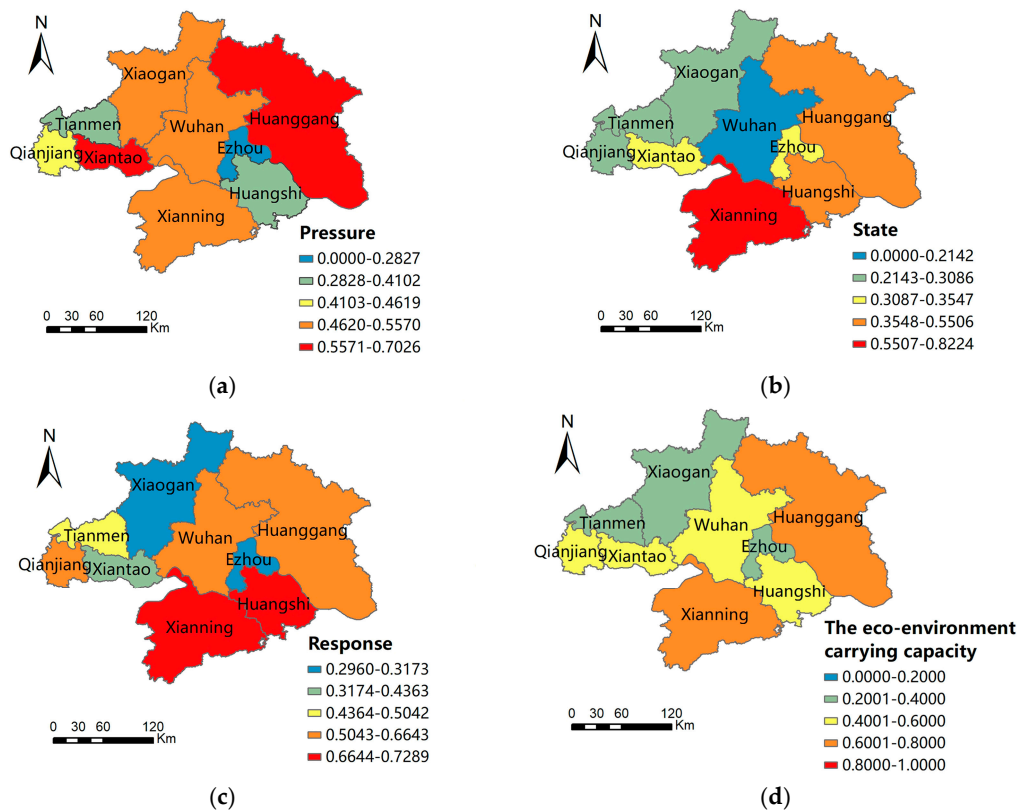 N
Xiaogan
Tianmen
Wuhan
Huanggang
Qianjiang
Xiantao
Ezhou
Huangshi
Xianning
Pressure
0.0000-0.2827
0.2828-0.4102
0.4103-0.4619
0.4620-0.5570
0.5571-0.7026
0 30 60 120
Km
(a)
N
Xiaogan
Tianmen
Wuhan
Huanggang
Qianjiang
Xiantao
Ezhou
Huangshi
Xianning
State
0.0000-0.2142
0.2143-0.3086
0.3087-0.3547
0.3548-0.5506
0.5507-0.8224
0 30 60 120
Km
(b)
N
Xiaogan
Tianmen
Wuhan
Huanggang
Qianjiang
Xiantao
Ezhou
Huangshi
Xianning
Response
0.2960-0.3173
0.3174-0.4363
0.4364-0.5042
0.5043-0.6643
0.6644-0.7289
0 30 60 120
Km
(c)
N
Xiaogan
Tianmen
Wuhan
Huanggang
Qianjiang
Xiantao
Ezhou
Huangshi
Xianning
The eco-environment
carrying capacity
0.0000-0.2000
0.2001-0.4000
0.4001-0.6000
0.6001-0.8000
0.8000-1.0000
0 30 60 120
Km
(d)